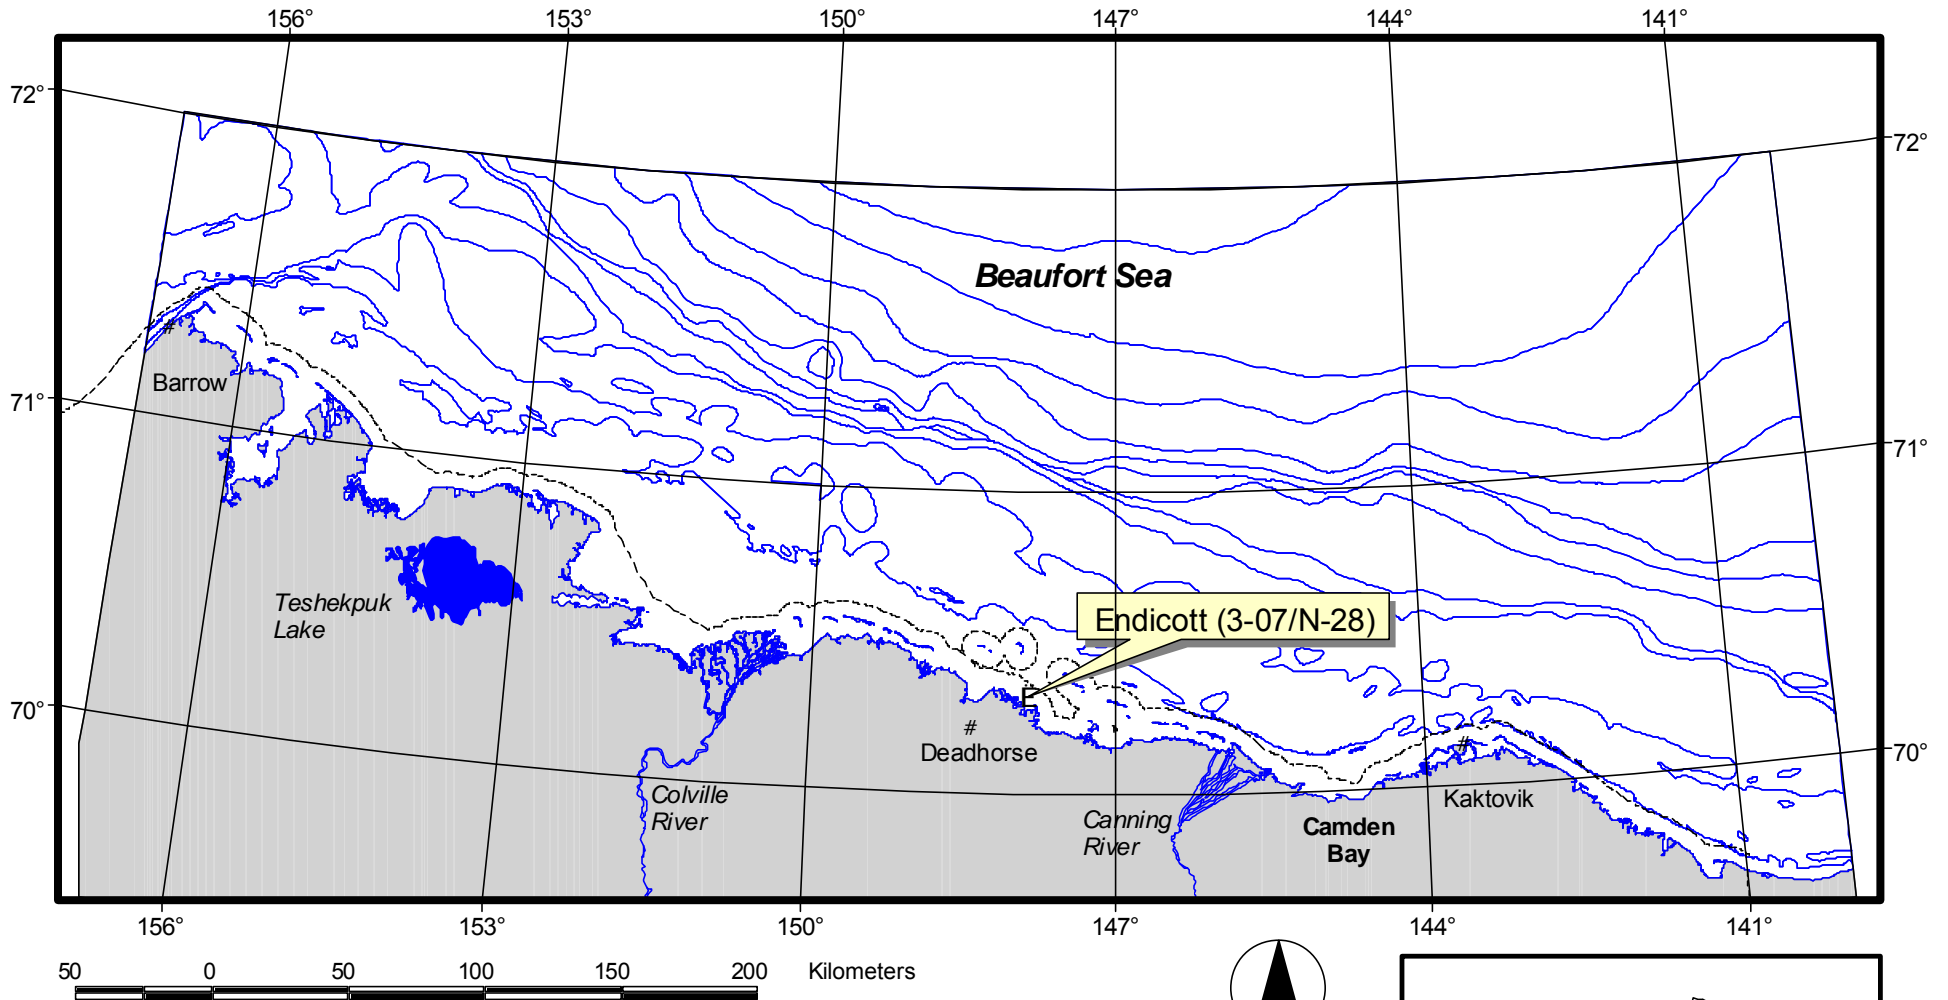 156° 153° 150° 147° 144° 141°
72°
72°
Beaufort Sea
#
Barrow
71°
71°
Teshekpuk
Lake
Endicott (3-07/N-28)
E
70°
#
Deadhorse
#
70°
Colville
River
Kaktovik
Canning
River
Camden
Bay
156° 153° 150° 147° 144° 141°
50 0 50 100 150 200 Kilometers